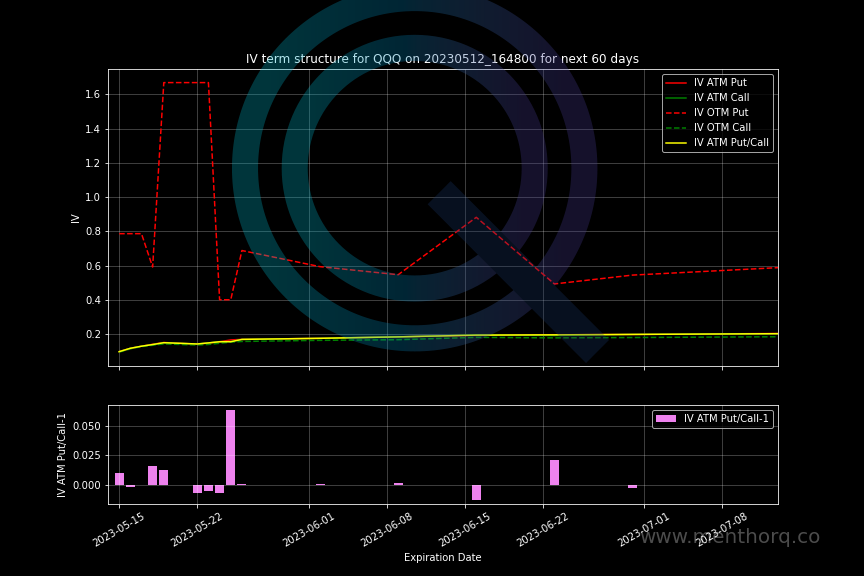 IV term structure for QQQ on 20230512_164800 for next 60 days
IV ATM Put
IV ATM Call
IV OTM Put
IV OTM Call
IV ATM Put/Call
1.6
1.4
1.2
1.0
0.8
0.6
0.4
0.2
IV
IV ATM Put/Call-1
0.050
0.025
0.000
IV ATM Put/Call-1
2023-05-15
2023-05-22
2023-06-01
2023-06-08
2023-06-15
2023-06-22
2023-07-01
2023-07-08
Expiration Date
www.menthorq.co